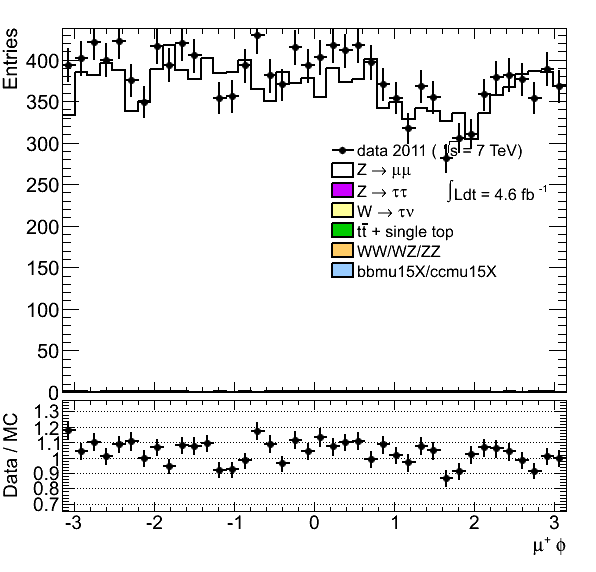 Entries
400
350
300
250
200
150
100
50
0
data 2011 ( √s = 7 TeV)
Z → μμ
Z → ττ
W → τν
tt̄ + single top
WW/WZ/ZZ
bbmu15X/ccmu15X
∫Ldt = 4.6 fb⁻¹
Data / MC
1.3
1.2
1.1
1
0.9
0.8
0.7
-3 -2 -1 0 1 2 3
μ⁺ ϕ